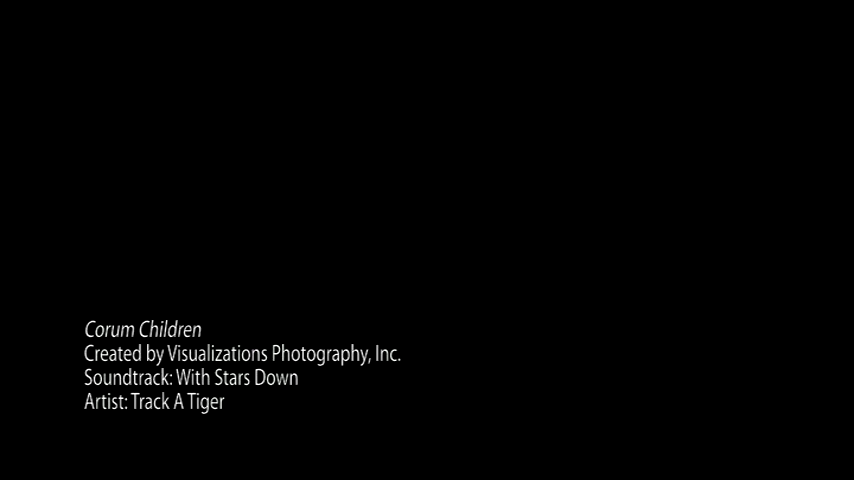 Corum Children
Created by Visualizations Photography, Inc.
Soundtrack: With Stars Down
Artist: Track A Tiger